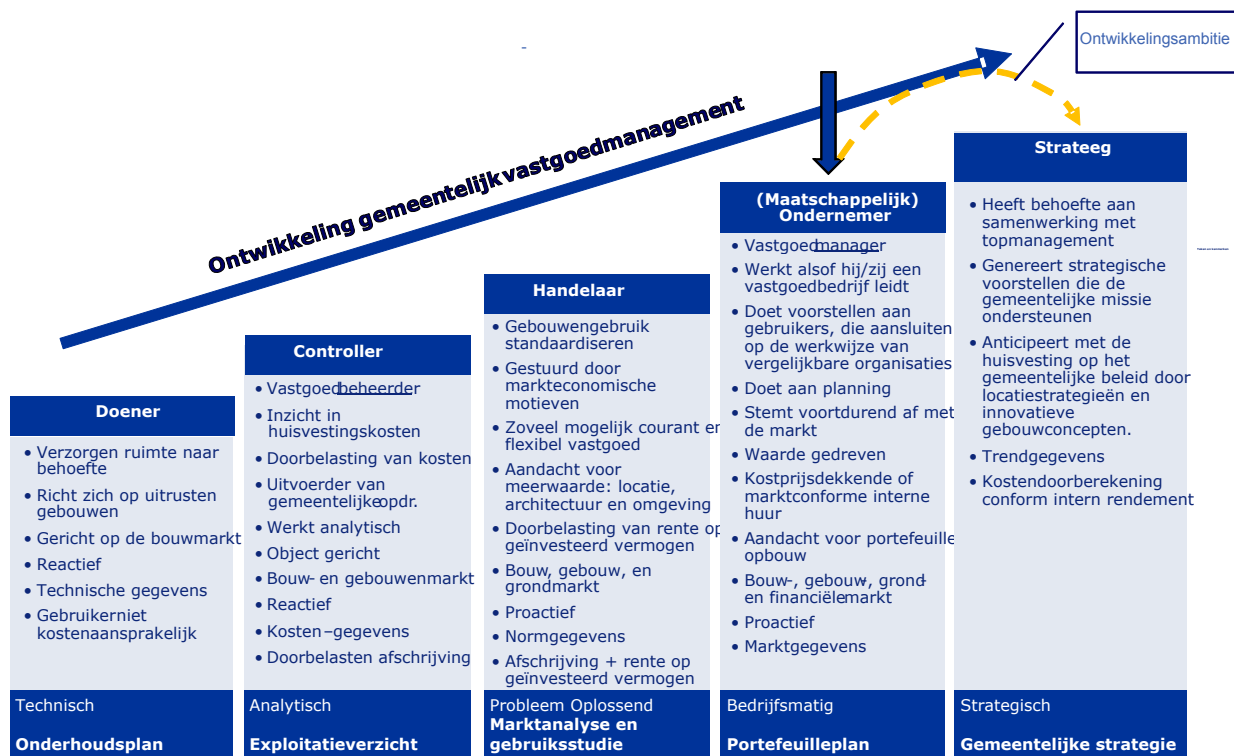 Ontwikkelingsambitie
Ontwikkeling gemeentelijk vastgoedmanagement
Doener
• Verzorgen ruimte naar
behoefte
• Richt zich op uitrusten
gebouwen
• Gericht op de bouwmarkt
• Reactief
• Technische gegevens
• Gebruikerniet
kostenaansprakelijk
Technisch
Onderhoudsplan
Controller
• Vastgoedbeheerder
• Inzicht in
huisvestingskosten
• Doorbelasting van kosten
• Uitvoerder van
gemeentelijkeopdr.
• Werkt analytisch
• Object gericht
• Bouw- en gebouwenmarkt
• Reactief
• Kosten –gegevens
• Doorbelasten afschrijving
Analytisch
Exploitatieverzicht
Handelaar
• Gebouwengebruik
standaardiseren
• Gestuurd door
markteconomische
motieven
• Zoveel mogelijk courant en
flexibel vastgoed
• Aandacht voor
meerwaarde: locatie,
architectuur en omgeving
• Doorbelasting van rente op
geïnvesteerd vermogen
• Bouw, gebouw, en
grondmarkt
• Proactief
• Normgegevens
• Afschrijving + rente op
geïnvesteerd vermogen
Probleem Oplossend
Marktanalyse en
gebruiksstudie
(Maatschappelijk)
Ondernemer
• Vastgoedmanager
• Werkt alsof hij/zij een
vastgoedbedrijf leidt
• Doet voorstellen aan
gebruikers, die aansluiten
op de werkwijze van
vergelijkbare organisaties
• Doet aan planning
• Stemt voortdurend af met
de markt
• Waarde gedreven
• Kostprijsdekkende of
marktconforme interne
huur
• Aandacht voor portefeuille
opbouw
• Bouw-, gebouw-, grond-
en financiëlemarkt
• Proactief
• Marktgegevens
Bedrijfsmatig
Portefeuilleplan
Strateeg
• Heeft behoefte aan
samenwerking met
topmanagement
• Genereert strategische
voorstellen die de
gemeentelijke missie
ondersteunen
• Anticipeert met de
huisvesting op het
gemeentelijke beleid door
locatiestrategieën en
innovatieve
gebouwconcepten.
• Trendgegevens
• Kostendoorberekening
conform intern rendement
Strategisch
Gemeentelijke strategie